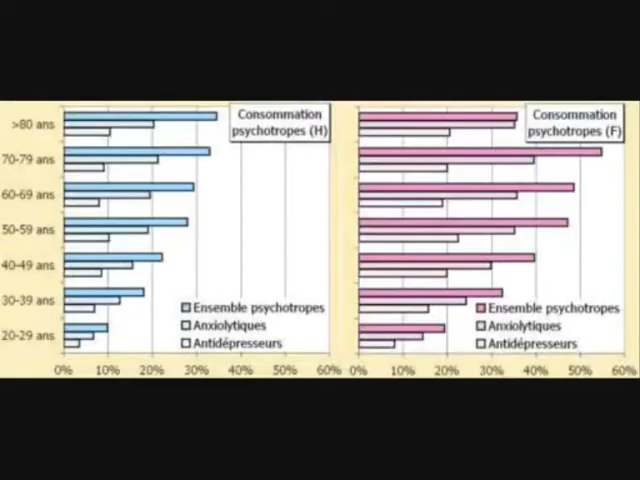 Consommation
psychotropes (H)
>80 ans
70-79 ans
60-69 ans
50-59 ans
40-49 ans
30-39 ans
20-29 ans
Ensemble psychotropes
Anxiolytiques
Antidépresseurs
0% 10% 20% 30% 40% 50% 60%
Consommation
psychotropes (F)
Ensemble psychotropes
Anxiolytiques
Antidépresseurs
0% 10% 20% 30% 40% 50% 60%